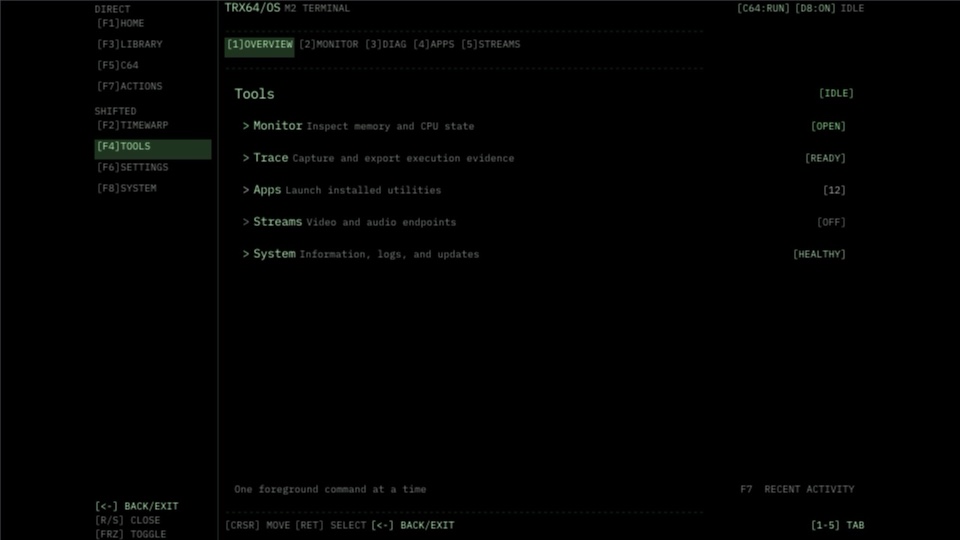 DIRECT
[F1]HOME
[F3]LIBRARY
[F5]C64
[F7]ACTIONS
SHIFTED
[F2]TIMEWARP
[F4]TOOLS
[F6]SETTINGS
[F8]SYSTEM
[<-] BACK/EXIT
[R/S] CLOSE
[FRZ] TOGGLE
TRX64/OS M2 TERMINAL [C64:RUN] [D8:ON] IDLE
[1]OVERVIEW [2]MONITOR [3]DIAG [4]APPS [5]STREAMS
Tools [IDLE]
> Monitor Inspect memory and CPU state [OPEN]
> Trace Capture and export execution evidence [READY]
> Apps Launch installed utilities [12]
> Streams Video and audio endpoints [OFF]
> System Information, logs, and updates [HEALTHY]
One foreground command at a time F7 RECENT ACTIVITY
[CRSR] MOVE [RET] SELECT [<-] BACK/EXIT [1-5] TAB